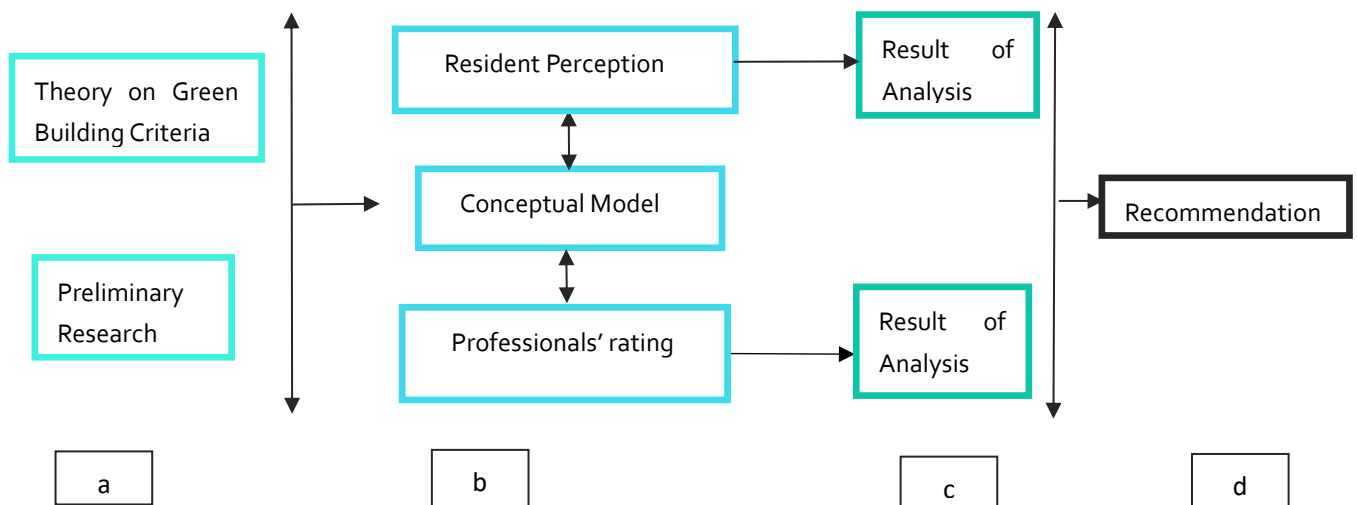 Theory on Green
Building Criteria
Preliminary
Research
Resident Perception
Conceptual Model
Professionals’ rating
Result of
Analysis
Result of
Analysis
Recommendation
a
b
c
d